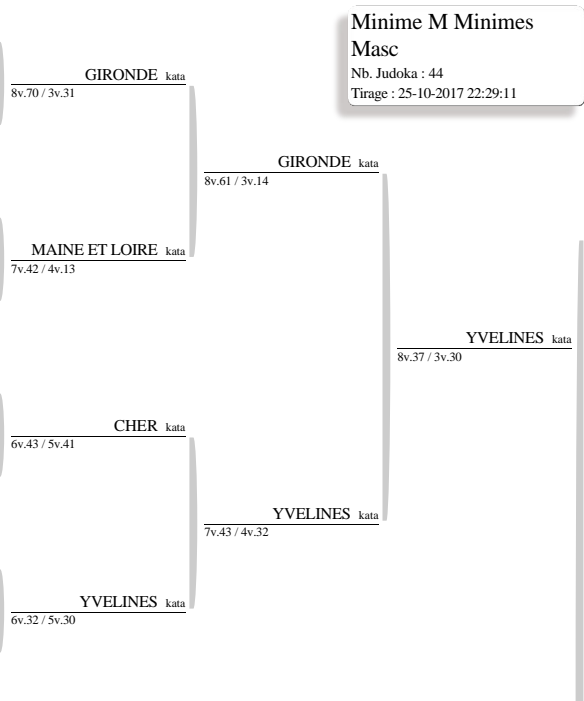 Minime M Minimes
Masc
Nb. Judoka : 44
Tirage : 25-10-2017 22:29:11
GIRONDE kata
8v.70 / 3v.31
GIRONDE kata
8v.61 / 3v.14
MAINE ET LOIRE kata
7v.42 / 4v.13
YVELINES kata
8v.37 / 3v.30
CHER kata
6v.43 / 5v.41
YVELINES kata
7v.43 / 4v.32
YVELINES kata
6v.32 / 5v.30